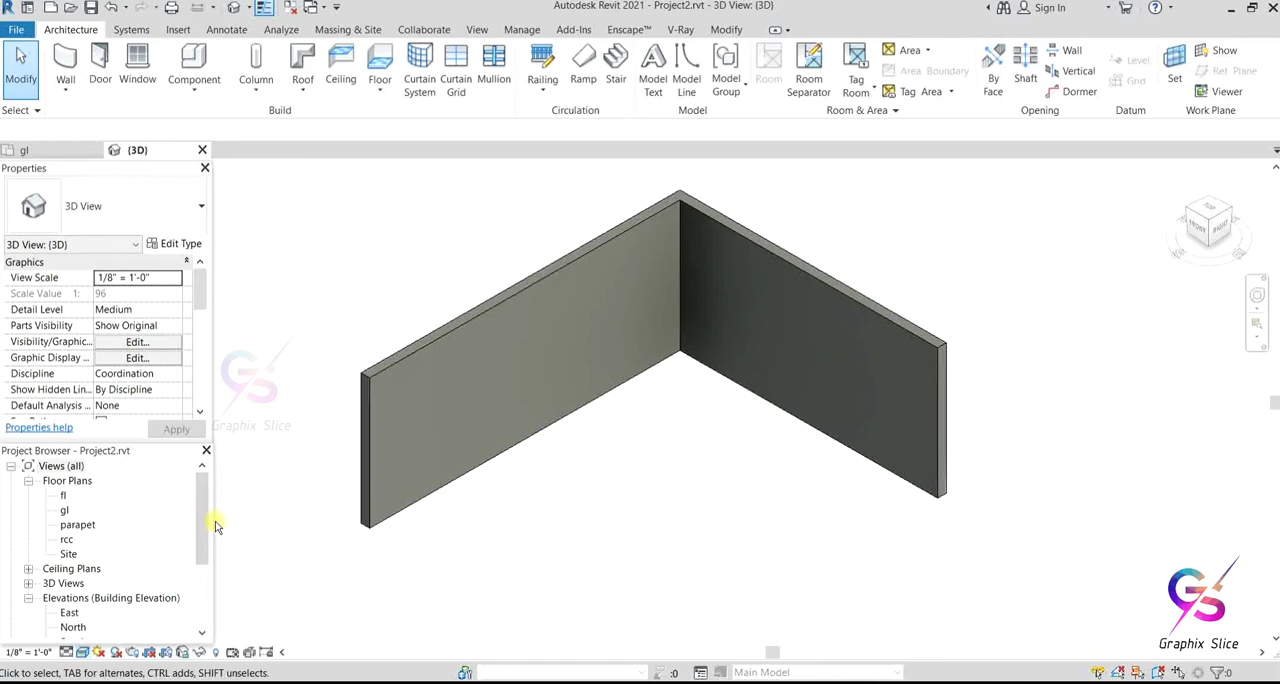 Autodesk Revit 2021 - Project2.rvt - 3D View: {3D}
Sign In
File Architecture Systems Insert Annotate Analyze Massing & Site Collaborate View Manage Add-Ins Enscape™ V-Ray Modify
Modify
Wall Door Window Component Column Roof Ceiling Floor Curtain System Curtain Grid Mullion
Railing Ramp Stair
Model Text Model Line Model Group
Room Room Separator Tag Room
Area
Area Boundary
Tag Area
By Face Shaft
Wall
Vertical
Dormer
Level
Grid
Set
Show
Ref Plane
Viewer
Select Build Circulation Model Room & Area Opening Datum Work Plane
gl {3D}
Properties
3D View
3D View: {3D} Edit Type
Graphics
View Scale 1/8" = 1'-0"
Scale Value 1: 96
Detail Level Medium
Parts Visibility Show Original
Visibility/Graphic... Edit...
Graphic Display ... Edit...
Discipline Coordination
Show Hidden Lin... By Discipline
Default Analysis ... None
Properties help Apply
Project Browser - Project2.rvt
Views (all)
Floor Plans
fl
gl
parapet
rcc
Site
Ceiling Plans
3D Views
Elevations (Building Elevation)
East
North
TOP
FRONT
RIGHT
Graphix Slice
Graphix Slice
1/8" = 1'-0"
Click to select, TAB for alternates, CTRL adds, SHIFT unselects.
:0
Main Model
:0